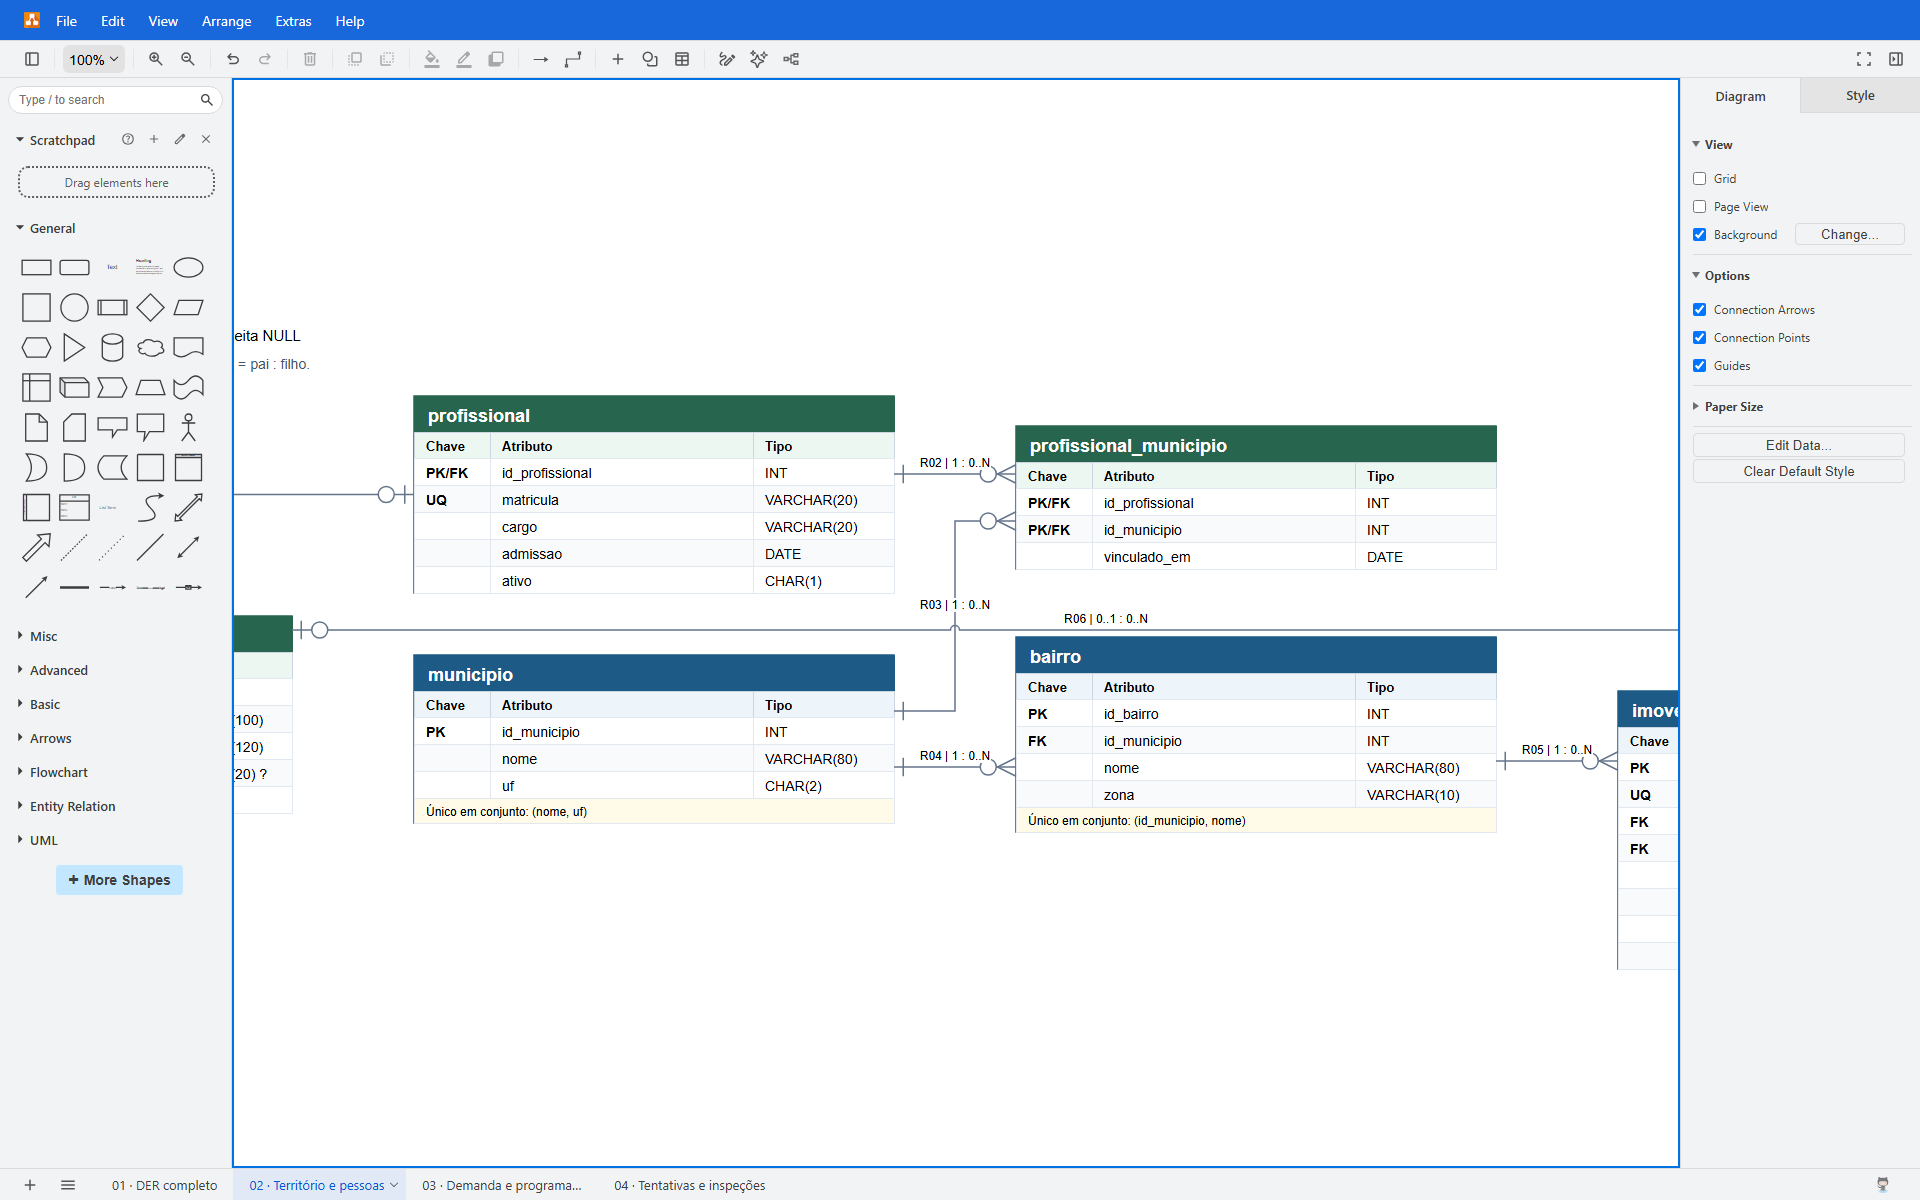 File Edit View Arrange Extras Help
100%
Type / to search
Scratchpad
Drag elements here
General
Text
Heading
Misc
Advanced
Basic
Arrows
Flowchart
Entity Relation
UML
+ More Shapes
eita NULL
= pai : filho.
profissional
Chave Atributo Tipo
PK/FK id_profissional INT
UQ matricula VARCHAR(20)
cargo VARCHAR(20)
admissao DATE
ativo CHAR(1)
R02 | 1 : 0..N
profissional_municipio
Chave Atributo Tipo
PK/FK id_profissional INT
PK/FK id_municipio INT
vinculado_em DATE
R03 | 1 : 0..N
R06 | 0..1 : 0..N
(100)
(120)
(20) ?
municipio
Chave Atributo Tipo
PK id_municipio INT
nome VARCHAR(80)
uf CHAR(2)
Único em conjunto: (nome, uf)
R04 | 1 : 0..N
bairro
Chave Atributo Tipo
PK id_bairro INT
FK id_municipio INT
nome VARCHAR(80)
zona VARCHAR(10)
Único em conjunto: (id_municipio, nome)
R05 | 1 : 0..N
imove
Chave
PK
UQ
FK
FK
Diagram Style
View
Grid
Page View
Background Change...
Options
Connection Arrows
Connection Points
Guides
Paper Size
Edit Data...
Clear Default Style
01 · DER completo 02 · Território e pessoas 03 · Demanda e programa... 04 · Tentativas e inspeções